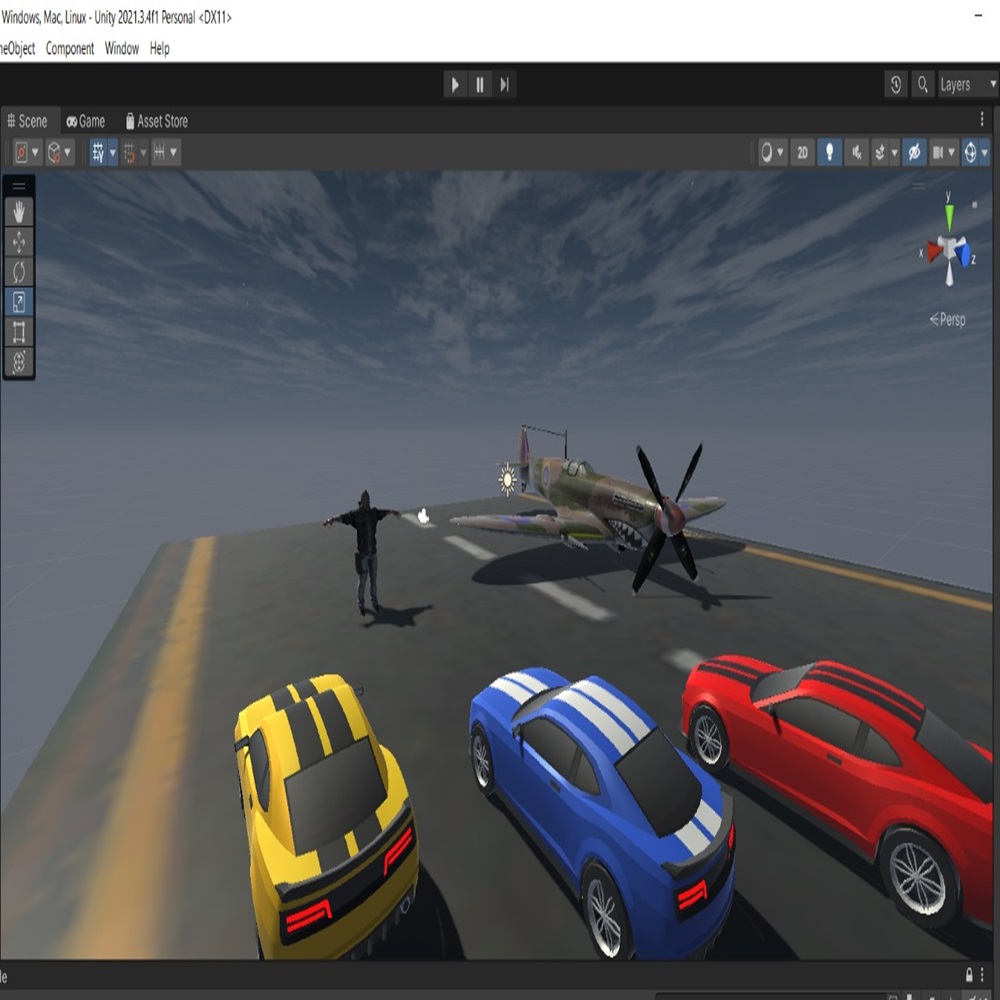 Windows, Mac, Linux - Unity 2021.3.4f1 Personal <DX11>
neObject Component Window Help
Layers
Scene Game Asset Store
2D
y
x
z
Persp
le